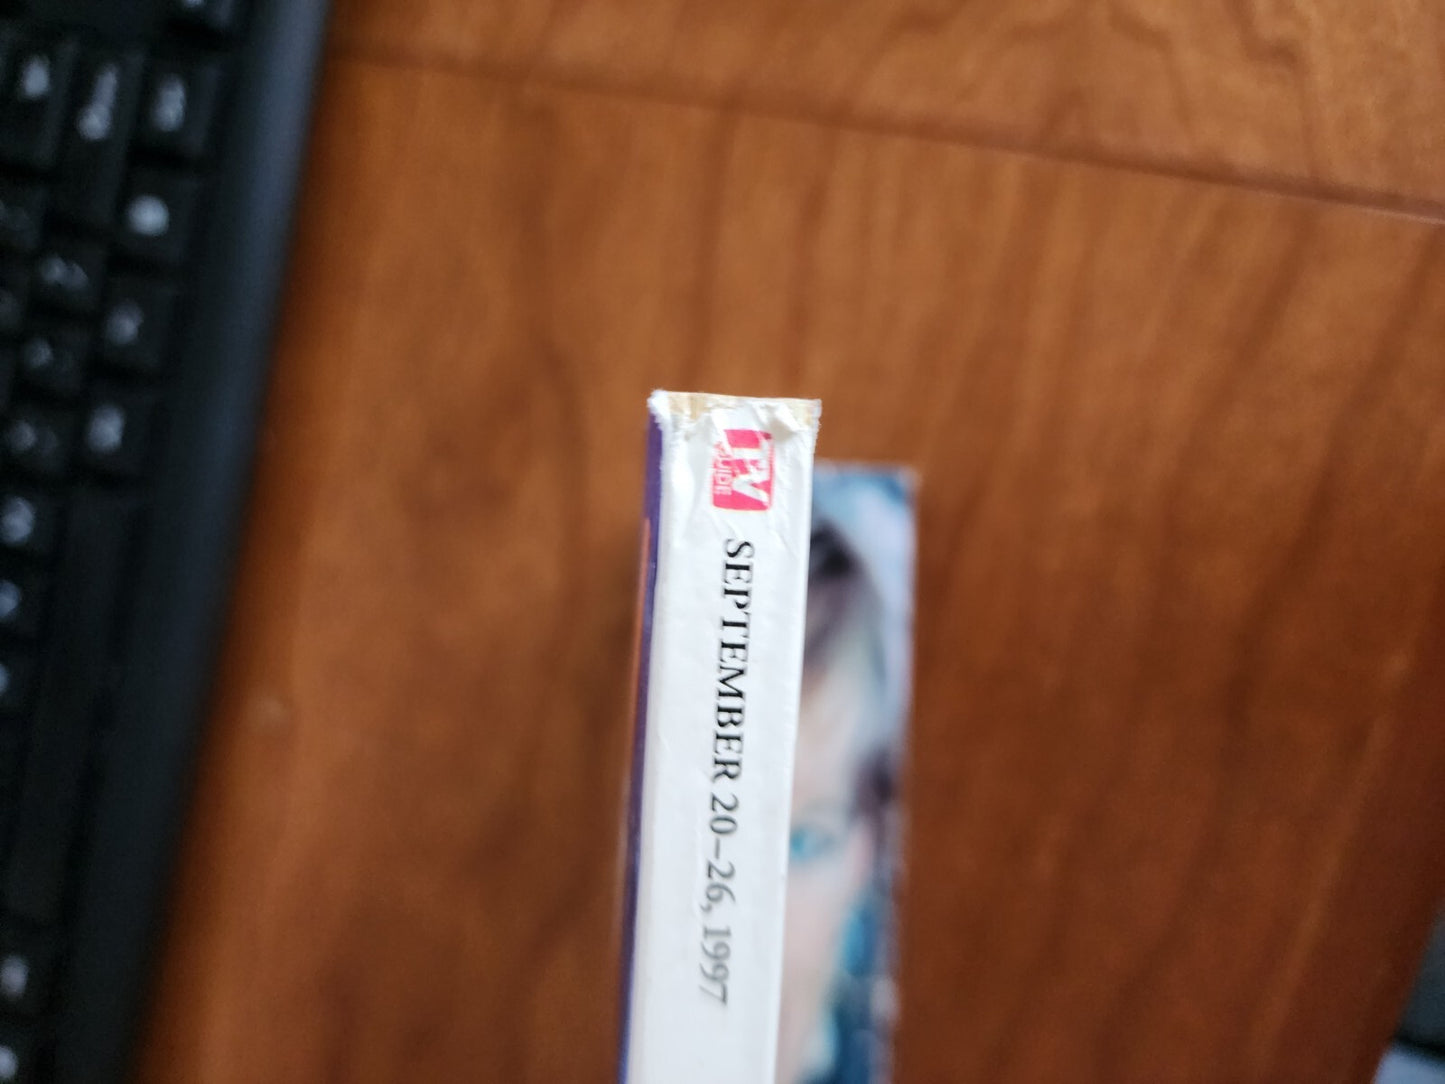 TV
GUIDE
SEPTEMBER 20–26, 1997